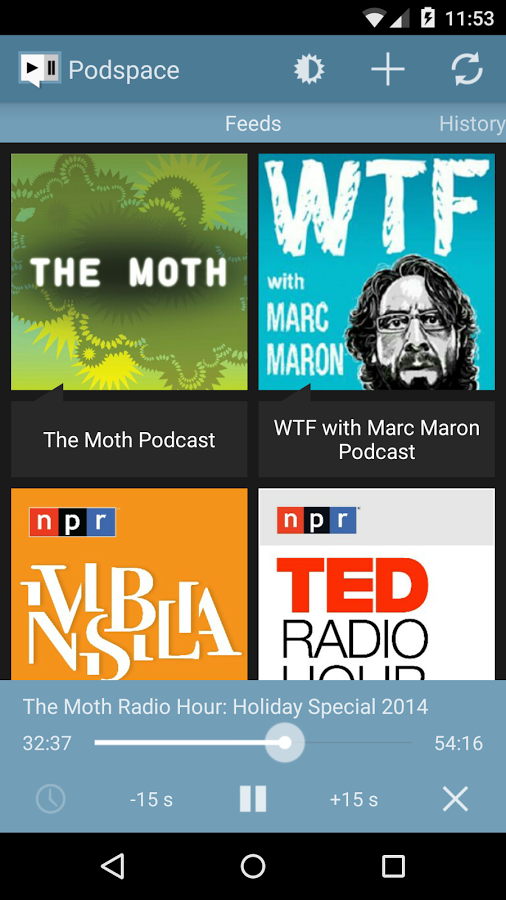 11:53
Podspace
Feeds
History
THE MOTH
WTF
with
MARC
MARON
The Moth Podcast
WTF with Marc Maron
Podcast
npr
INVISIBILIA
npr
TED
RADIO
HOUR
The Moth Radio Hour: Holiday Special 2014
32:37
54:16
-15 s
+15 s